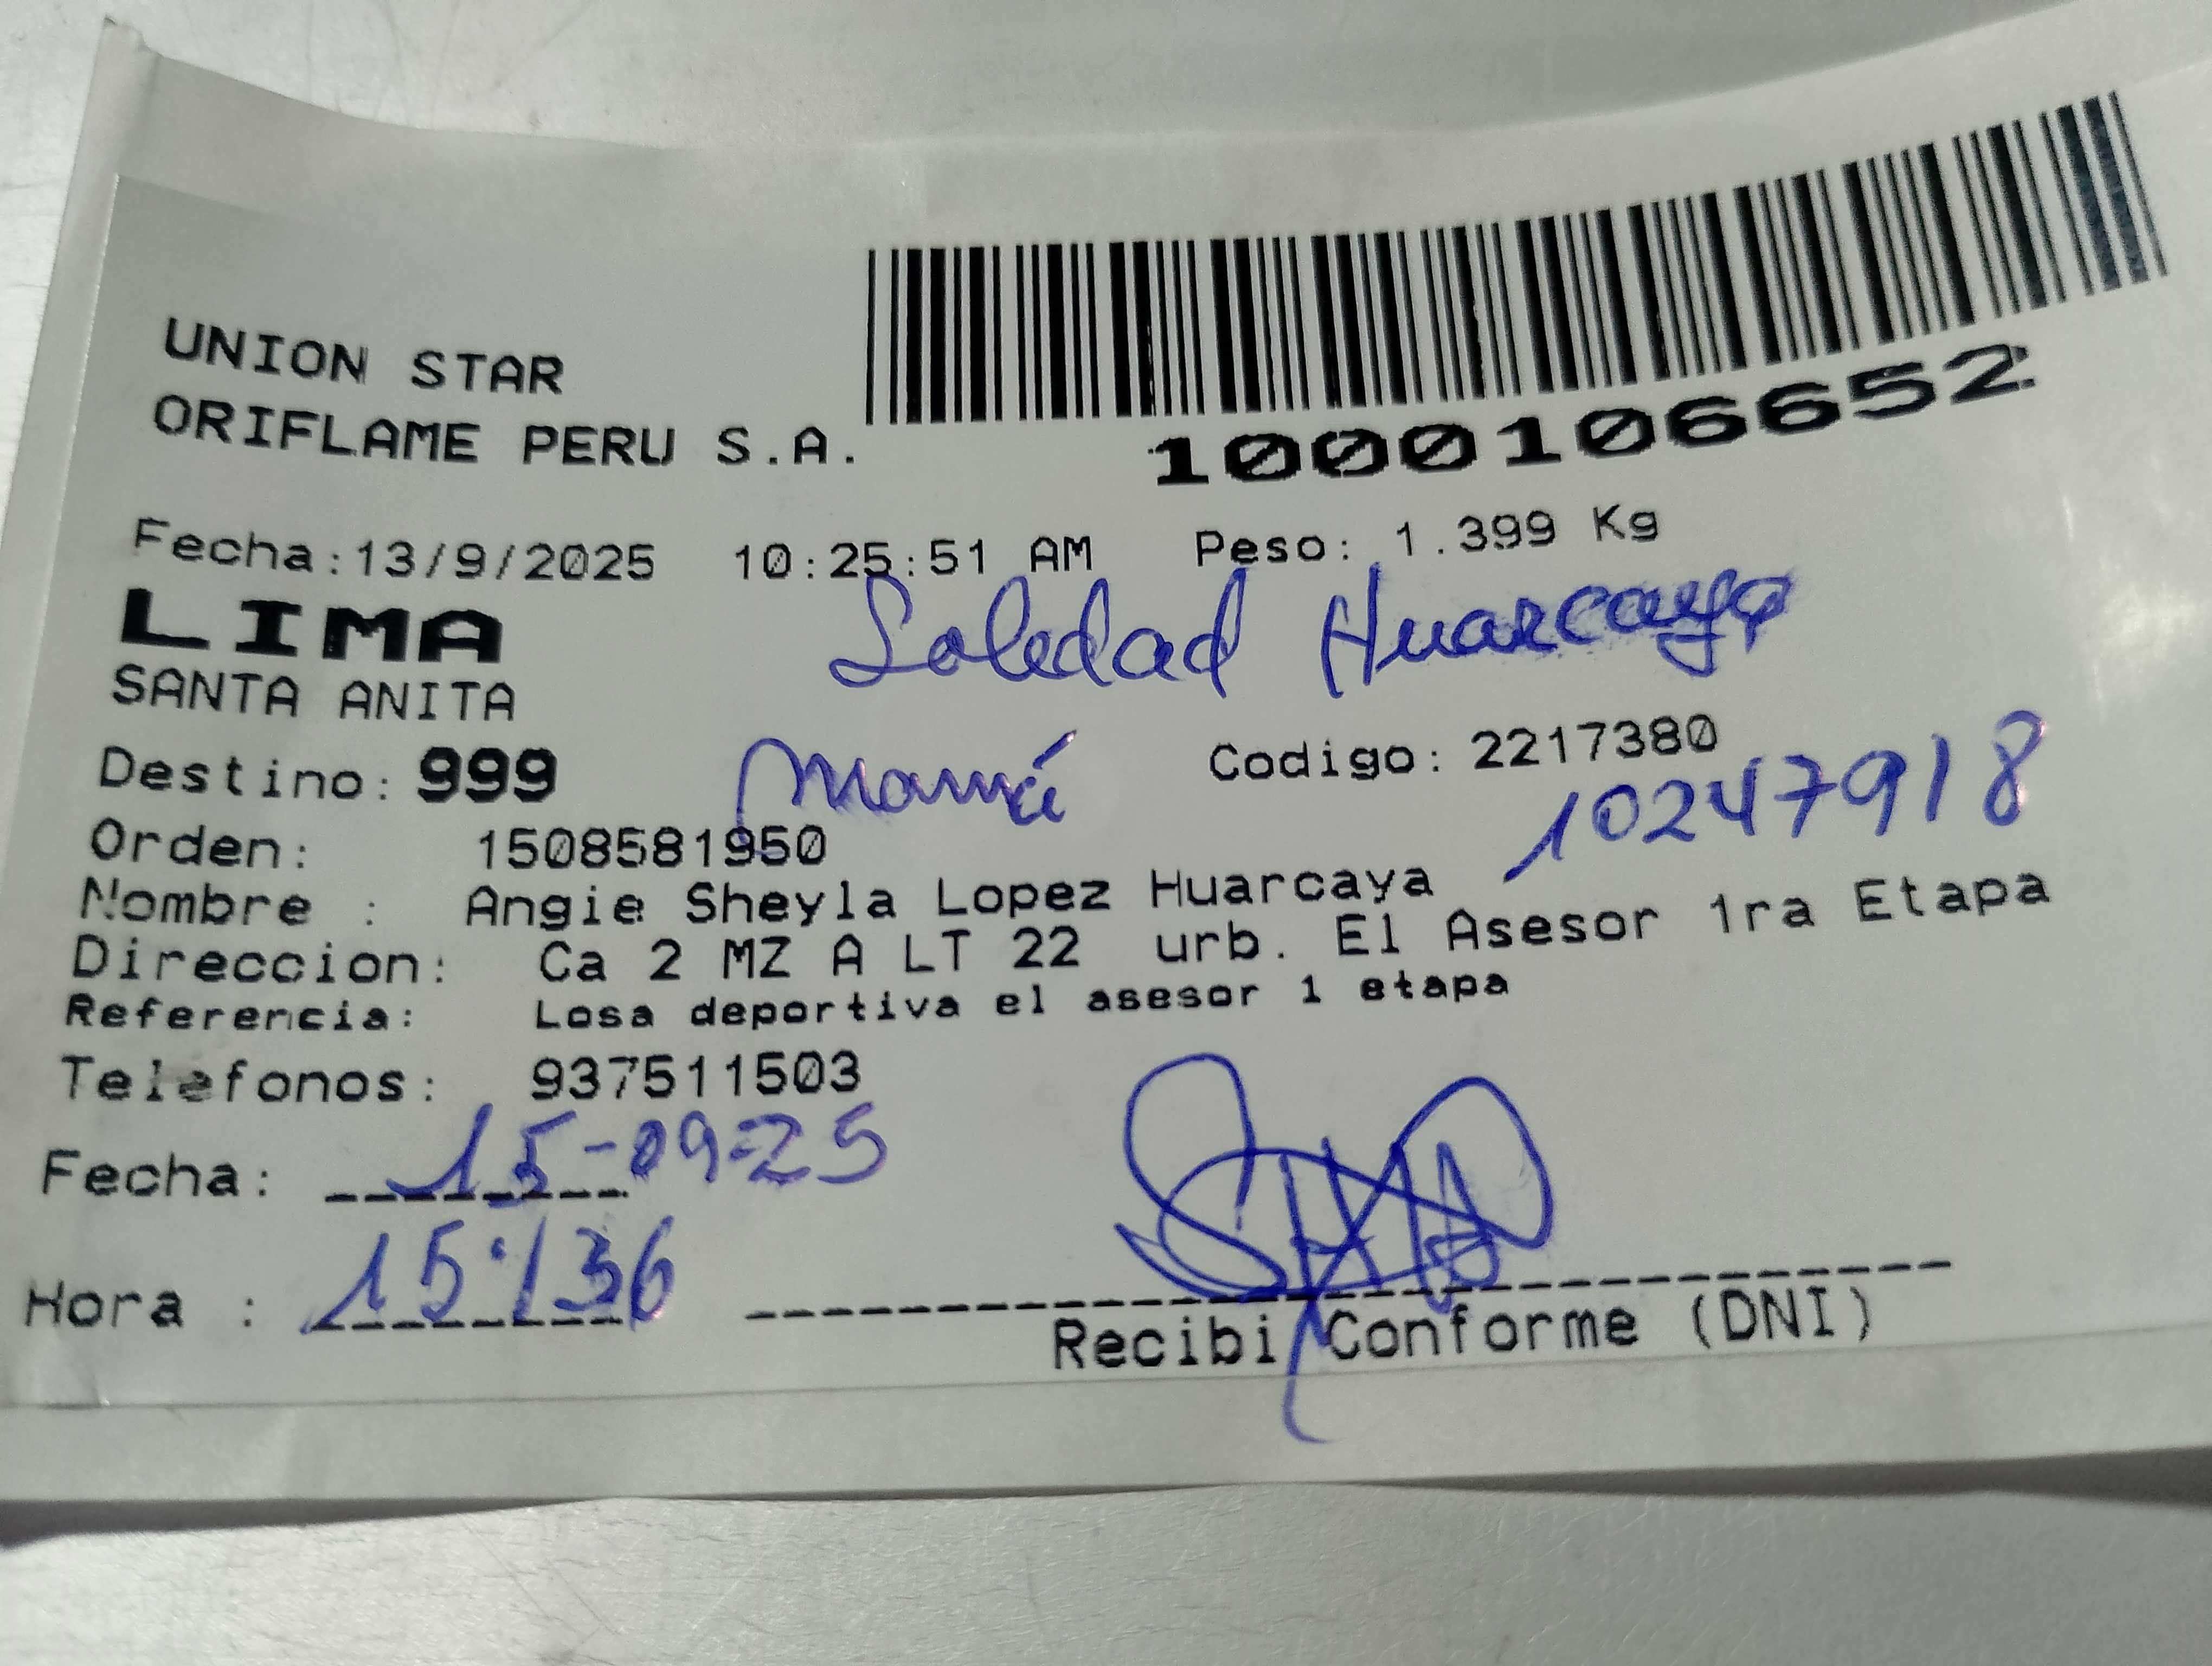 UNION STAR
ORIFLAME PERU S.A.
1000106652
Fecha:13/9/2025 10:25:51 AM Peso: 1.399 Kg
LIMA
Soledad Huarcaya
SANTA ANITA
Destino: 999 Mamá Codigo: 2217380
10247918
Orden: 1508581950
Nombre : Angie Sheyla Lopez Huarcaya
Direccion: Ca 2 MZ A LT 22 urb. El Asesor 1ra Etapa
Referencia: Losa deportiva el asesor 1 etapa
Telefonos: 937511503
Fecha: 15-09-25
Hora : 15:36
Recibi Conforme (DNI)